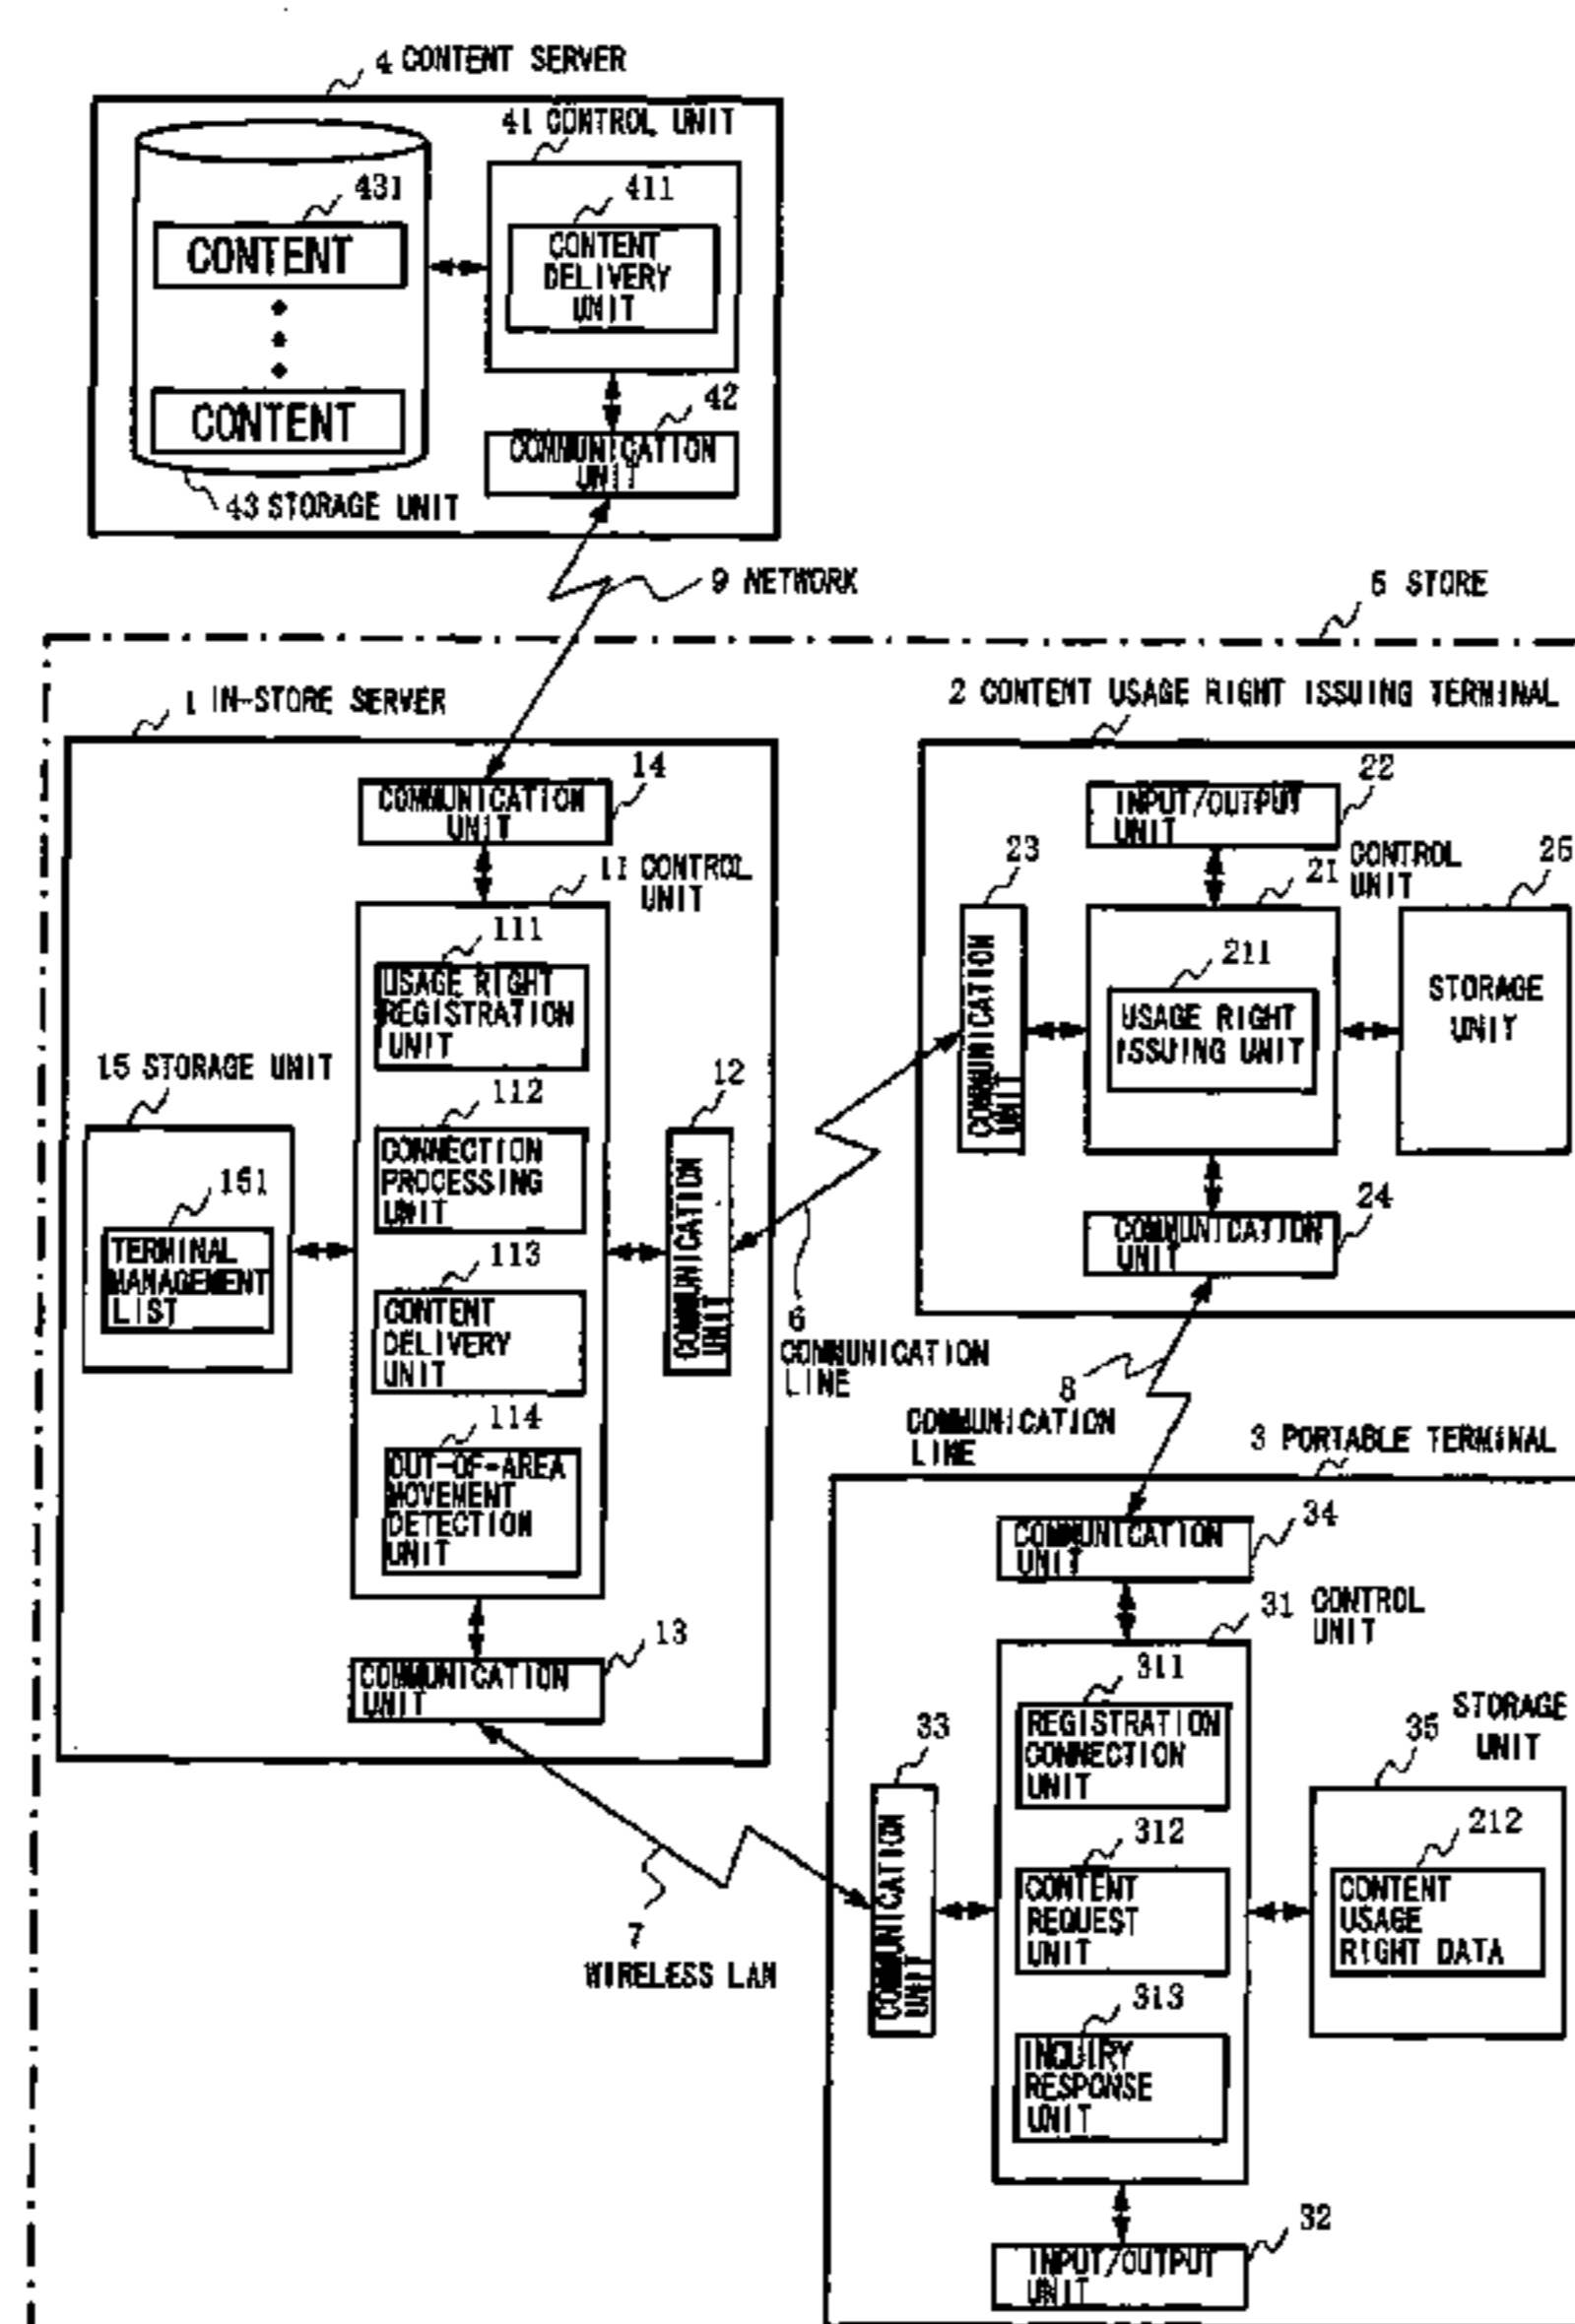 4 CONTENT SERVER
41 CONTROL UNIT
431
CONTENT
CONTENT
43 STORAGE UNIT
411
CONTENT
DELIVERY
UNIT
42
COMMUNICATION
UNIT
9 NETWORK
5 STORE
1 IN-STORE SERVER
14
COMMUNICATION
UNIT
11 CONTROL
UNIT
111
USAGE RIGHT
REGISTRATION
UNIT
112
CONNECTION
PROCESSING
UNIT
113
CONTENT
DELIVERY
UNIT
114
OUT-OF-AREA
MOVEMENT
DETECTION
UNIT
15 STORAGE UNIT
151
TERMINAL
MANAGEMENT
LIST
12
COMMUNICATION
UNIT
13
COMMUNICATION
UNIT
6
COMMUNICATION
LINE
2 CONTENT USAGE RIGHT ISSUING TERMINAL
22
INPUT/OUTPUT
UNIT
23
COMMUNICATION
UNIT
21 CONTROL
UNIT
211
USAGE RIGHT
ISSUING UNIT
STORAGE
UNIT
24
COMMUNICATION
UNIT
8
COMMUNICATION
LINE
7
WIRELESS LAN
3 PORTABLE TERMINAL
34
COMMUNICATION
UNIT
31 CONTROL
UNIT
311
REGISTRATION
CONNECTION
UNIT
312
CONTENT
REQUEST
UNIT
313
INQUIRY
RESPONSE
UNIT
33
COMMUNICATION
UNIT
35 STORAGE
UNIT
212
CONTENT
USAGE
RIGHT DATA
32
INPUT/OUTPUT
UNIT